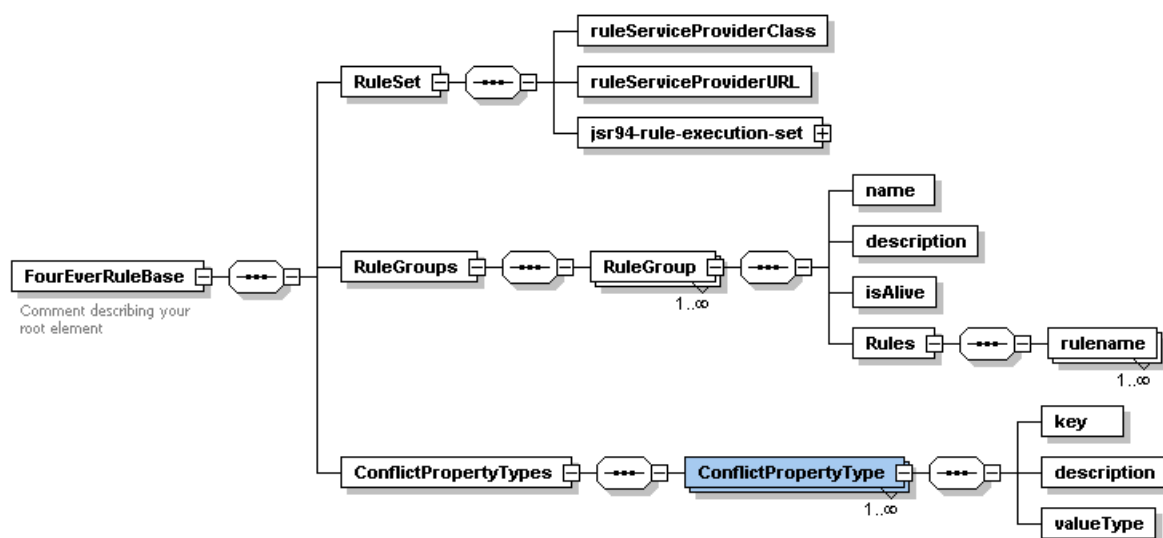 ruleServiceProviderClass
RuleSet
ruleServiceProviderURL
jsr94-rule-execution-set
name
description
FourEverRuleBase
RuleGroups
RuleGroup
isAlive
Comment describing your
root element
1..∞
Rules
rulename
1..∞
key
ConflictPropertyTypes
ConflictPropertyType
description
1..∞
valueType